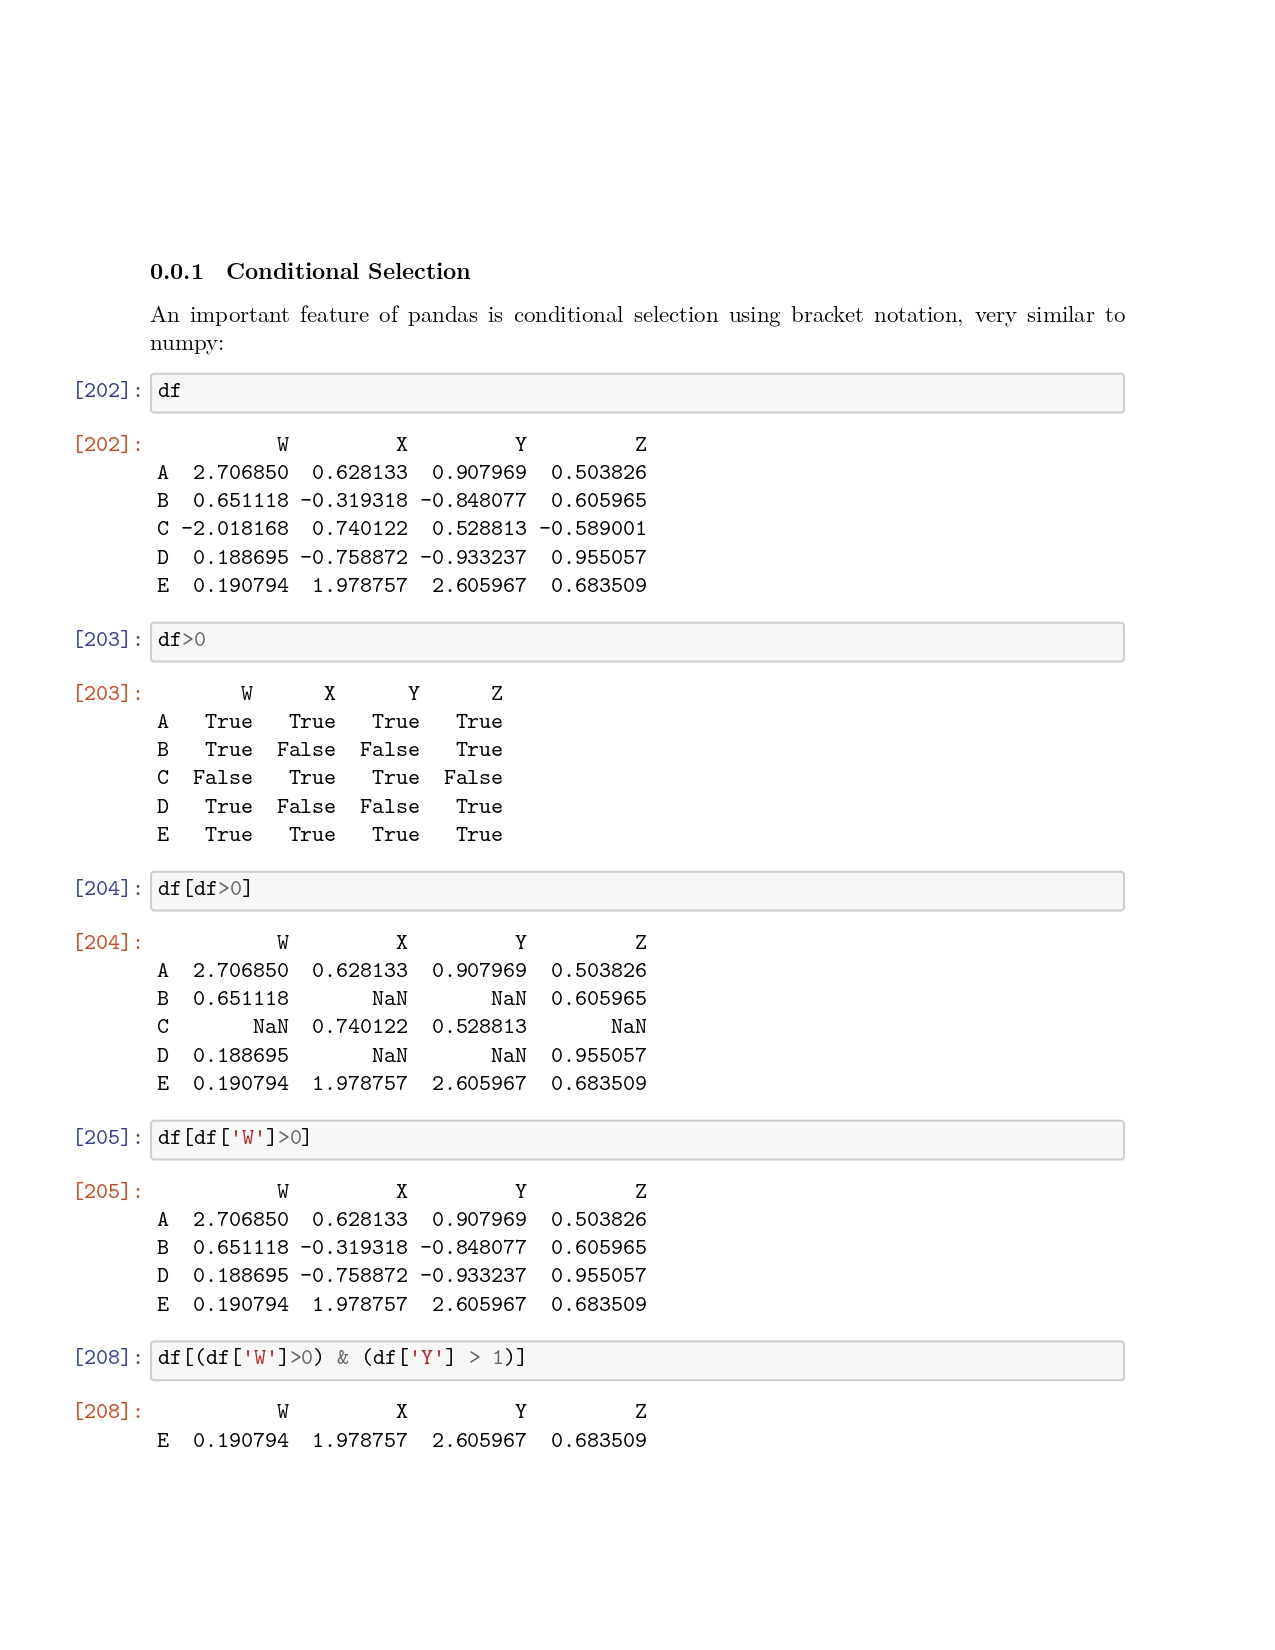 0.0.1 Conditional Selection
An important feature of pandas is conditional selection using bracket notation, very similar to
numpy:
[202]: df
[202]: W X Y Z
A 2.706850 0.628133 0.907969 0.503826
B 0.651118 -0.319318 -0.848077 0.605965
C -2.018168 0.740122 0.528813 -0.589001
D 0.188695 -0.758872 -0.933237 0.955057
E 0.190794 1.978757 2.605967 0.683509
[203]: df>0
[203]: W X Y Z
A True True True True
B True False False True
C False True True False
D True False False True
E True True True True
[204]: df[df>0]
[204]: W X Y Z
A 2.706850 0.628133 0.907969 0.503826
B 0.651118 NaN NaN 0.605965
C NaN 0.740122 0.528813 NaN
D 0.188695 NaN NaN 0.955057
E 0.190794 1.978757 2.605967 0.683509
[205]: df[df['W']>0]
[205]: W X Y Z
A 2.706850 0.628133 0.907969 0.503826
B 0.651118 -0.319318 -0.848077 0.605965
D 0.188695 -0.758872 -0.933237 0.955057
E 0.190794 1.978757 2.605967 0.683509
[208]: df[(df['W']>0) & (df['Y'] > 1)]
[208]: W X Y Z
E 0.190794 1.978757 2.605967 0.683509